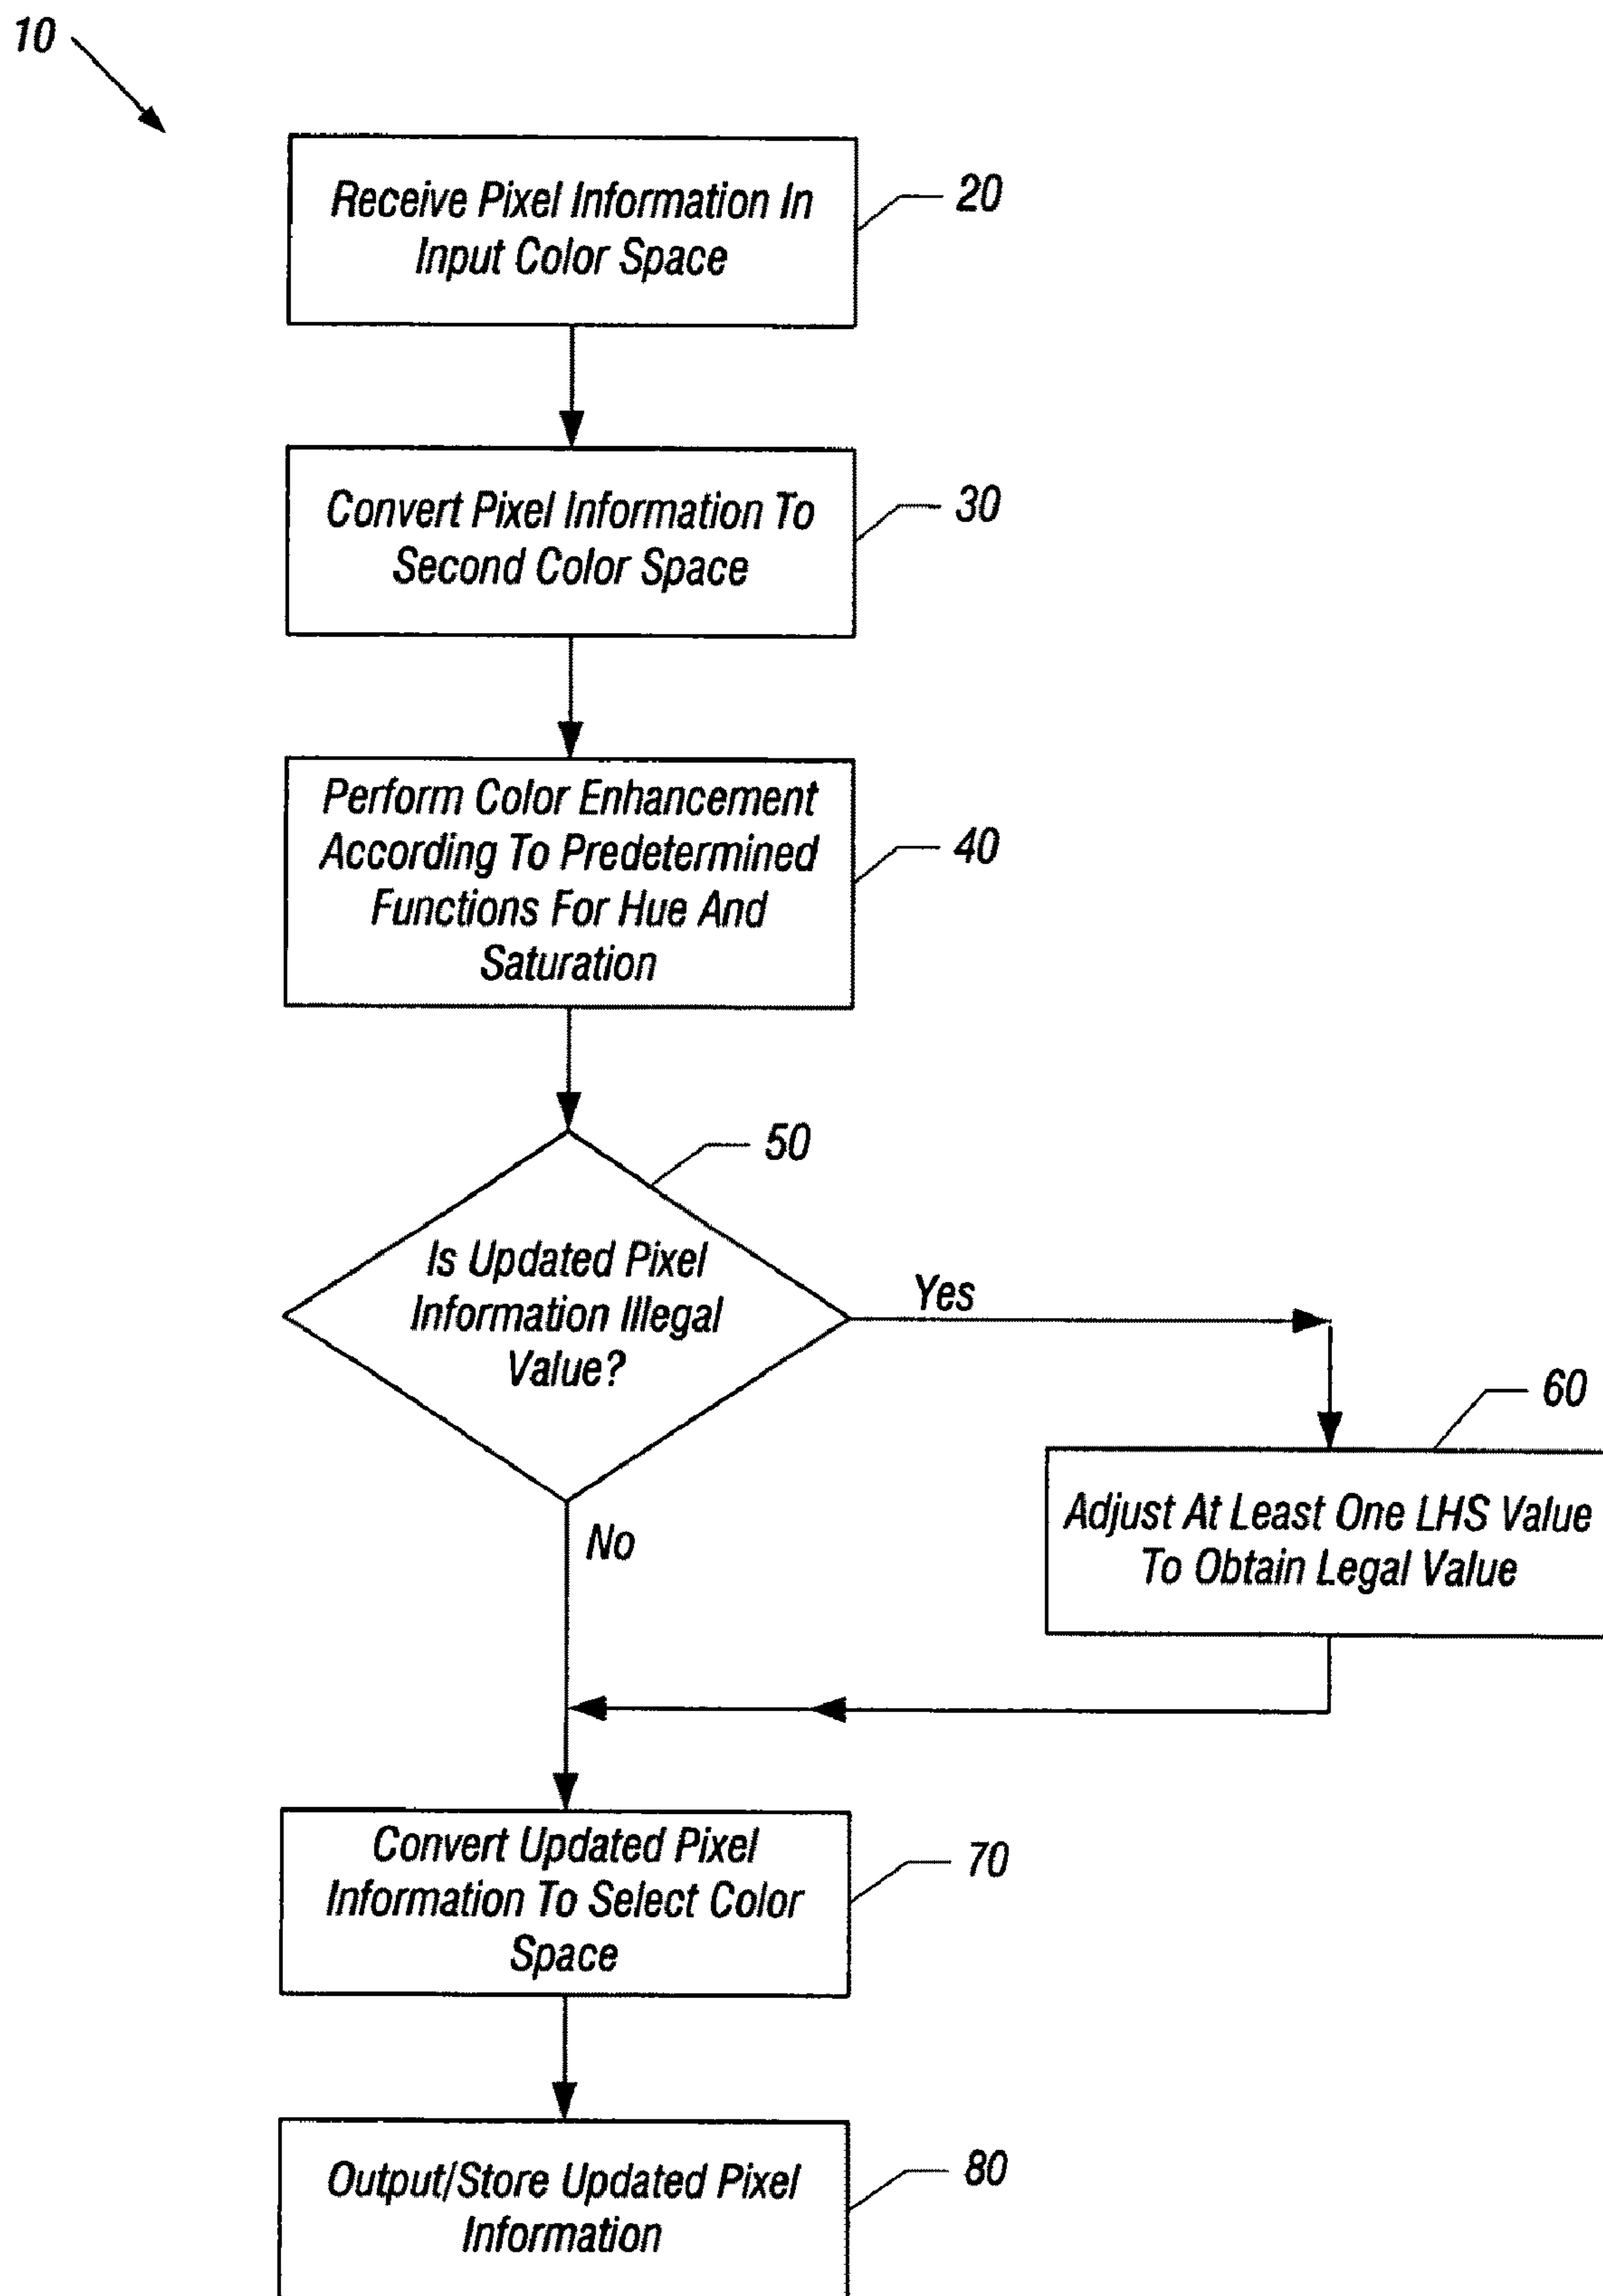 10
Receive Pixel Information In
Input Color Space
20
Convert Pixel Information To
Second Color Space
30
Perform Color Enhancement
According To Predetermined
Functions For Hue And
Saturation
40
50
Is Updated Pixel
Information Illegal
Value?
Yes
60
Adjust At Least One LHS Value
To Obtain Legal Value
No
Convert Updated Pixel
Information To Select Color
Space
70
Output/Store Updated Pixel
Information
80